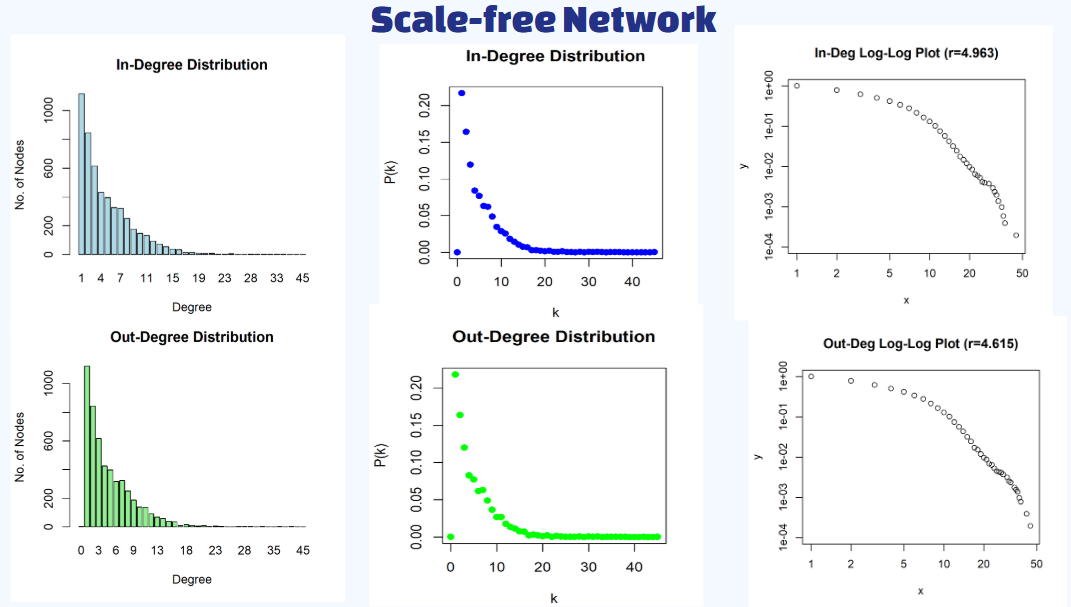 Scale-free Network
In-Degree Distribution
No. of Nodes
0 200 600 1000
1 4 7 11 15 19 23 28 33 45
Degree
In-Degree Distribution
P(k)
0.00 0.05 0.10 0.15 0.20
0 10 20 30 40
k
In-Deg Log-Log Plot (r=4.963)
y
1e-04 1e-03 1e-02 1e-01 1e+00
1 2 5 10 20 50
x
Out-Degree Distribution
No. of Nodes
0 200 600 1000
0 3 6 9 13 18 23 28 35 45
Degree
Out-Degree Distribution
P(k)
0.00 0.05 0.10 0.15 0.20
0 10 20 30 40
k
Out-Deg Log-Log Plot (r=4.615)
y
1e-04 1e-03 1e-02 1e-01 1e+00
1 2 5 10 20 50
x